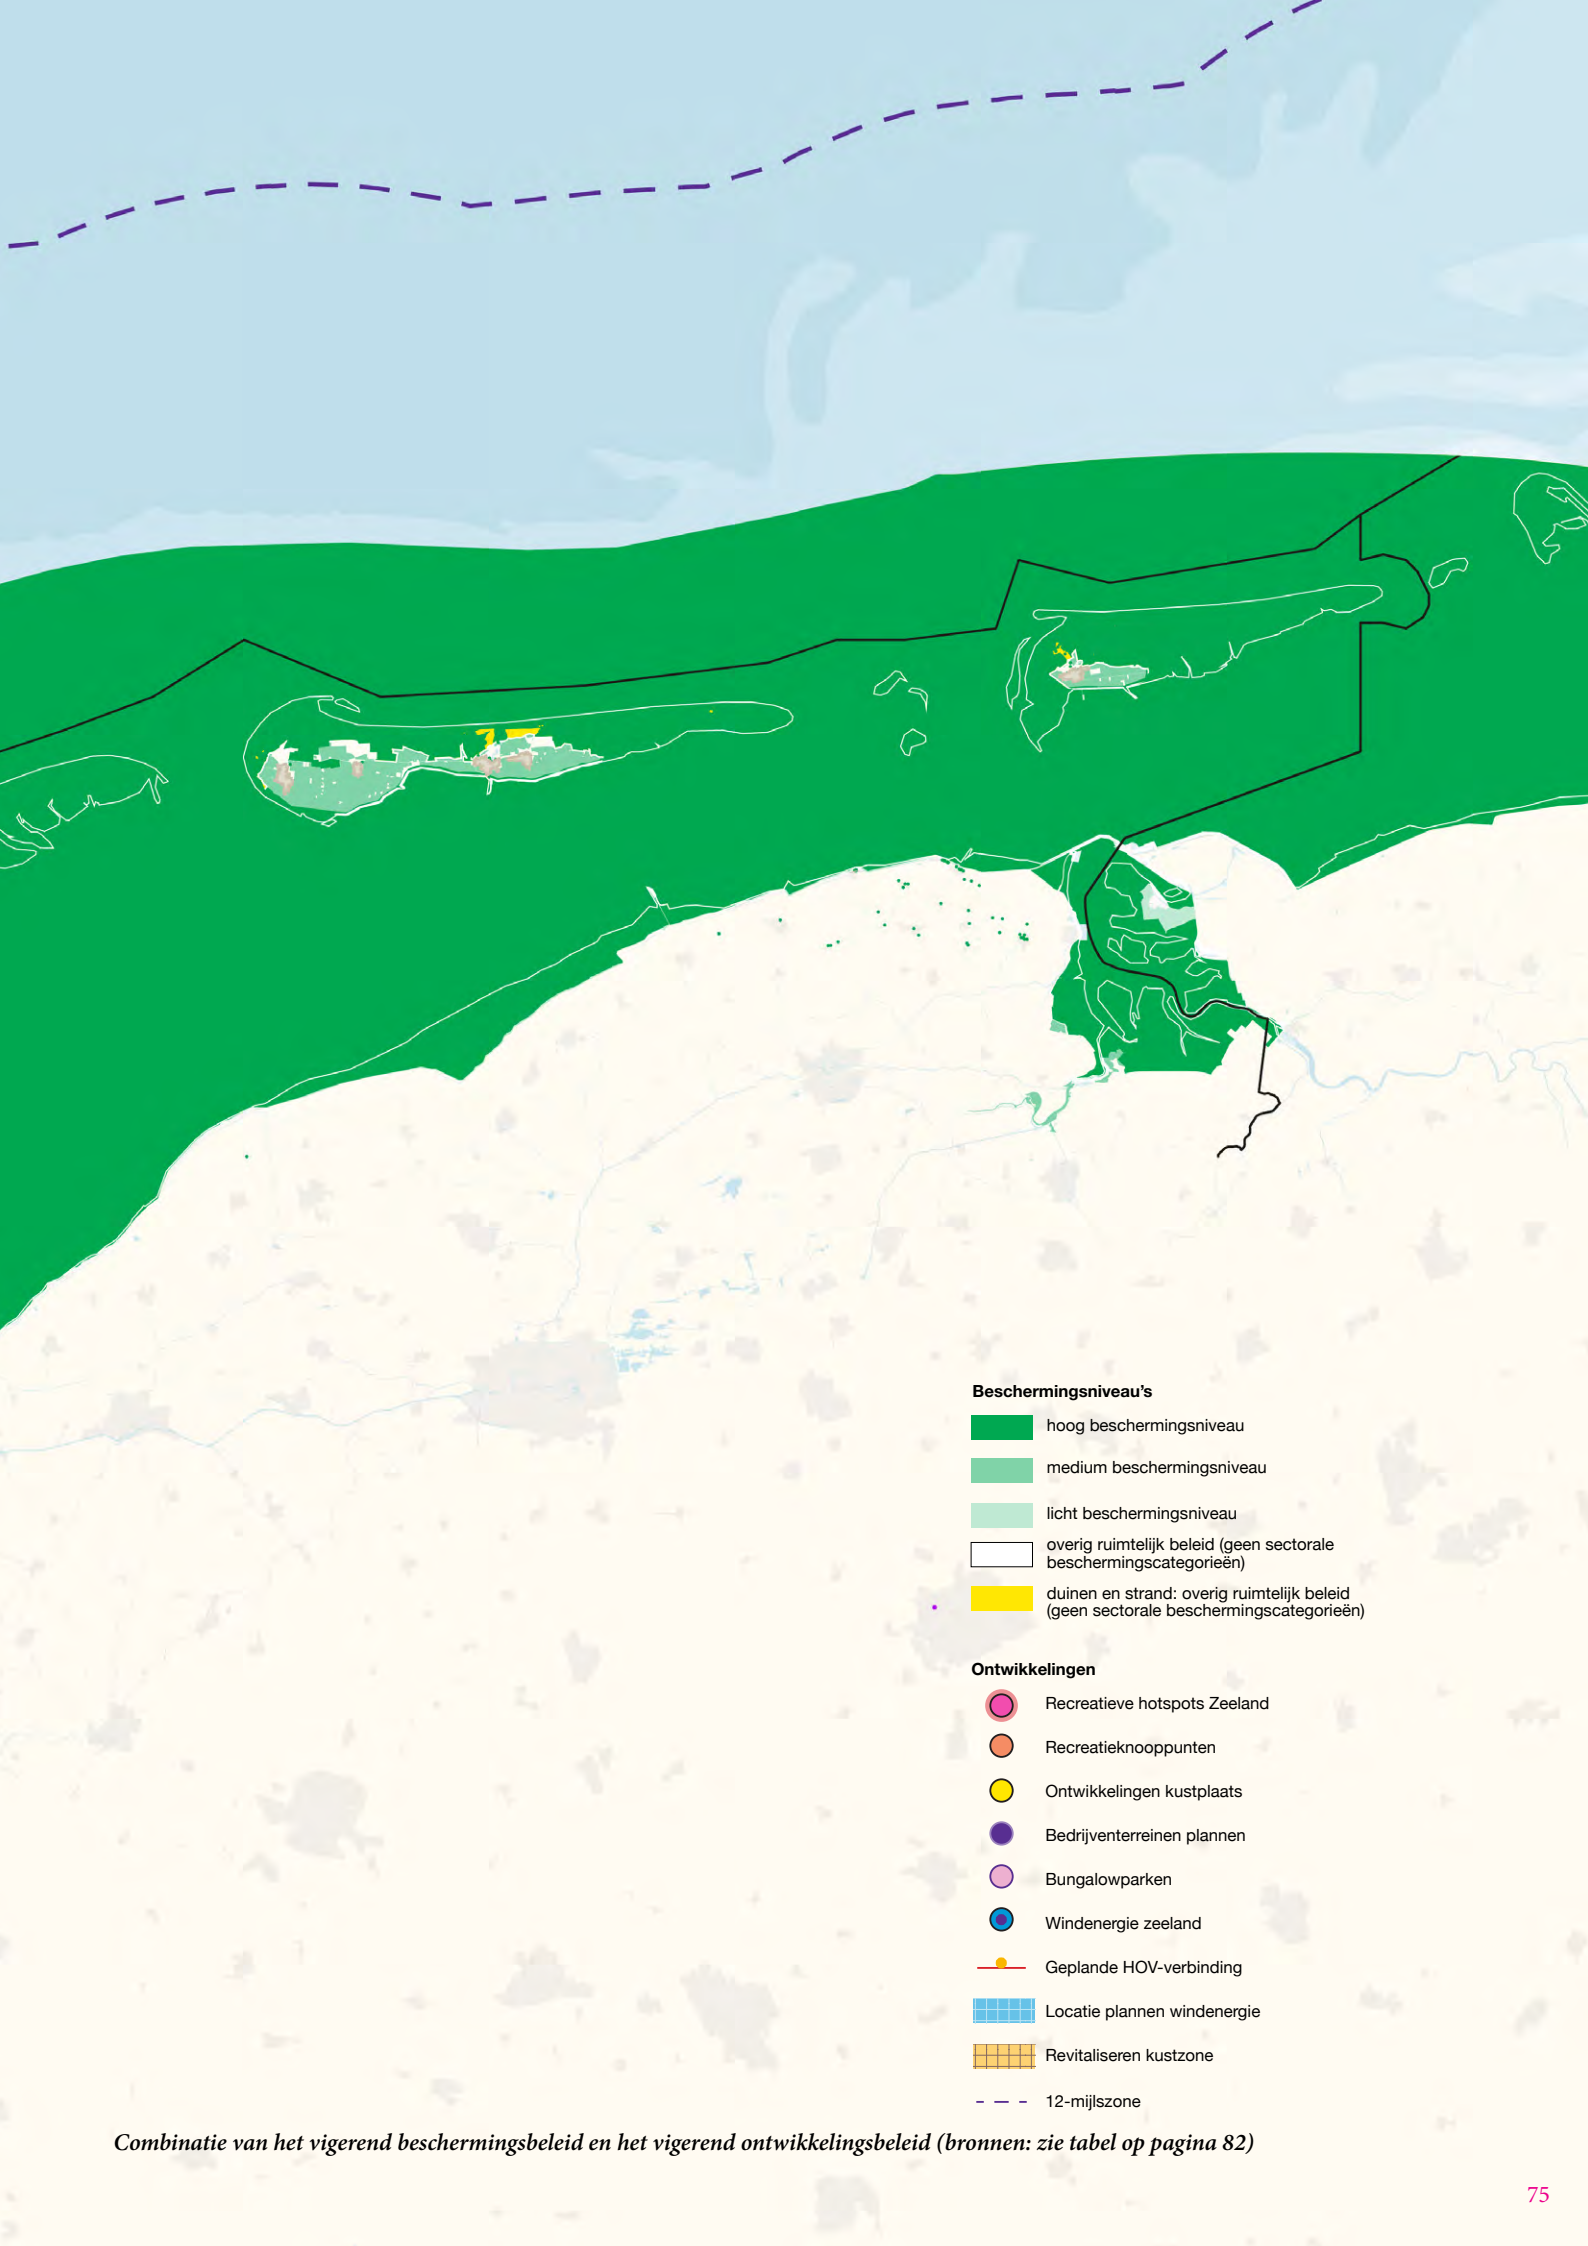 Beschermingsniveau's
hoog beschermingsniveau
medium beschermingsniveau
licht beschermingsniveau
overig ruimtelijk beleid (geen sectorale
beschermingscategorieën)
duinen en strand: overig ruimtelijk beleid
(geen sectorale beschermingscategorieën)
Ontwikkelingen
Recreatieve hotspots Zeeland
Recreatieknooppunten
Ontwikkelingen kustplaats
Bedrijventerreinen plannen
Bungalowparken
Windenergie zeeland
Geplande HOV-verbinding
Locatie plannen windenergie
Revitaliseren kustzone
12-mijlszone
Combinatie van het vigerend beschermingsbeleid en het vigerend ontwikkelingsbeleid (bronnen: zie tabel op pagina 82)
75